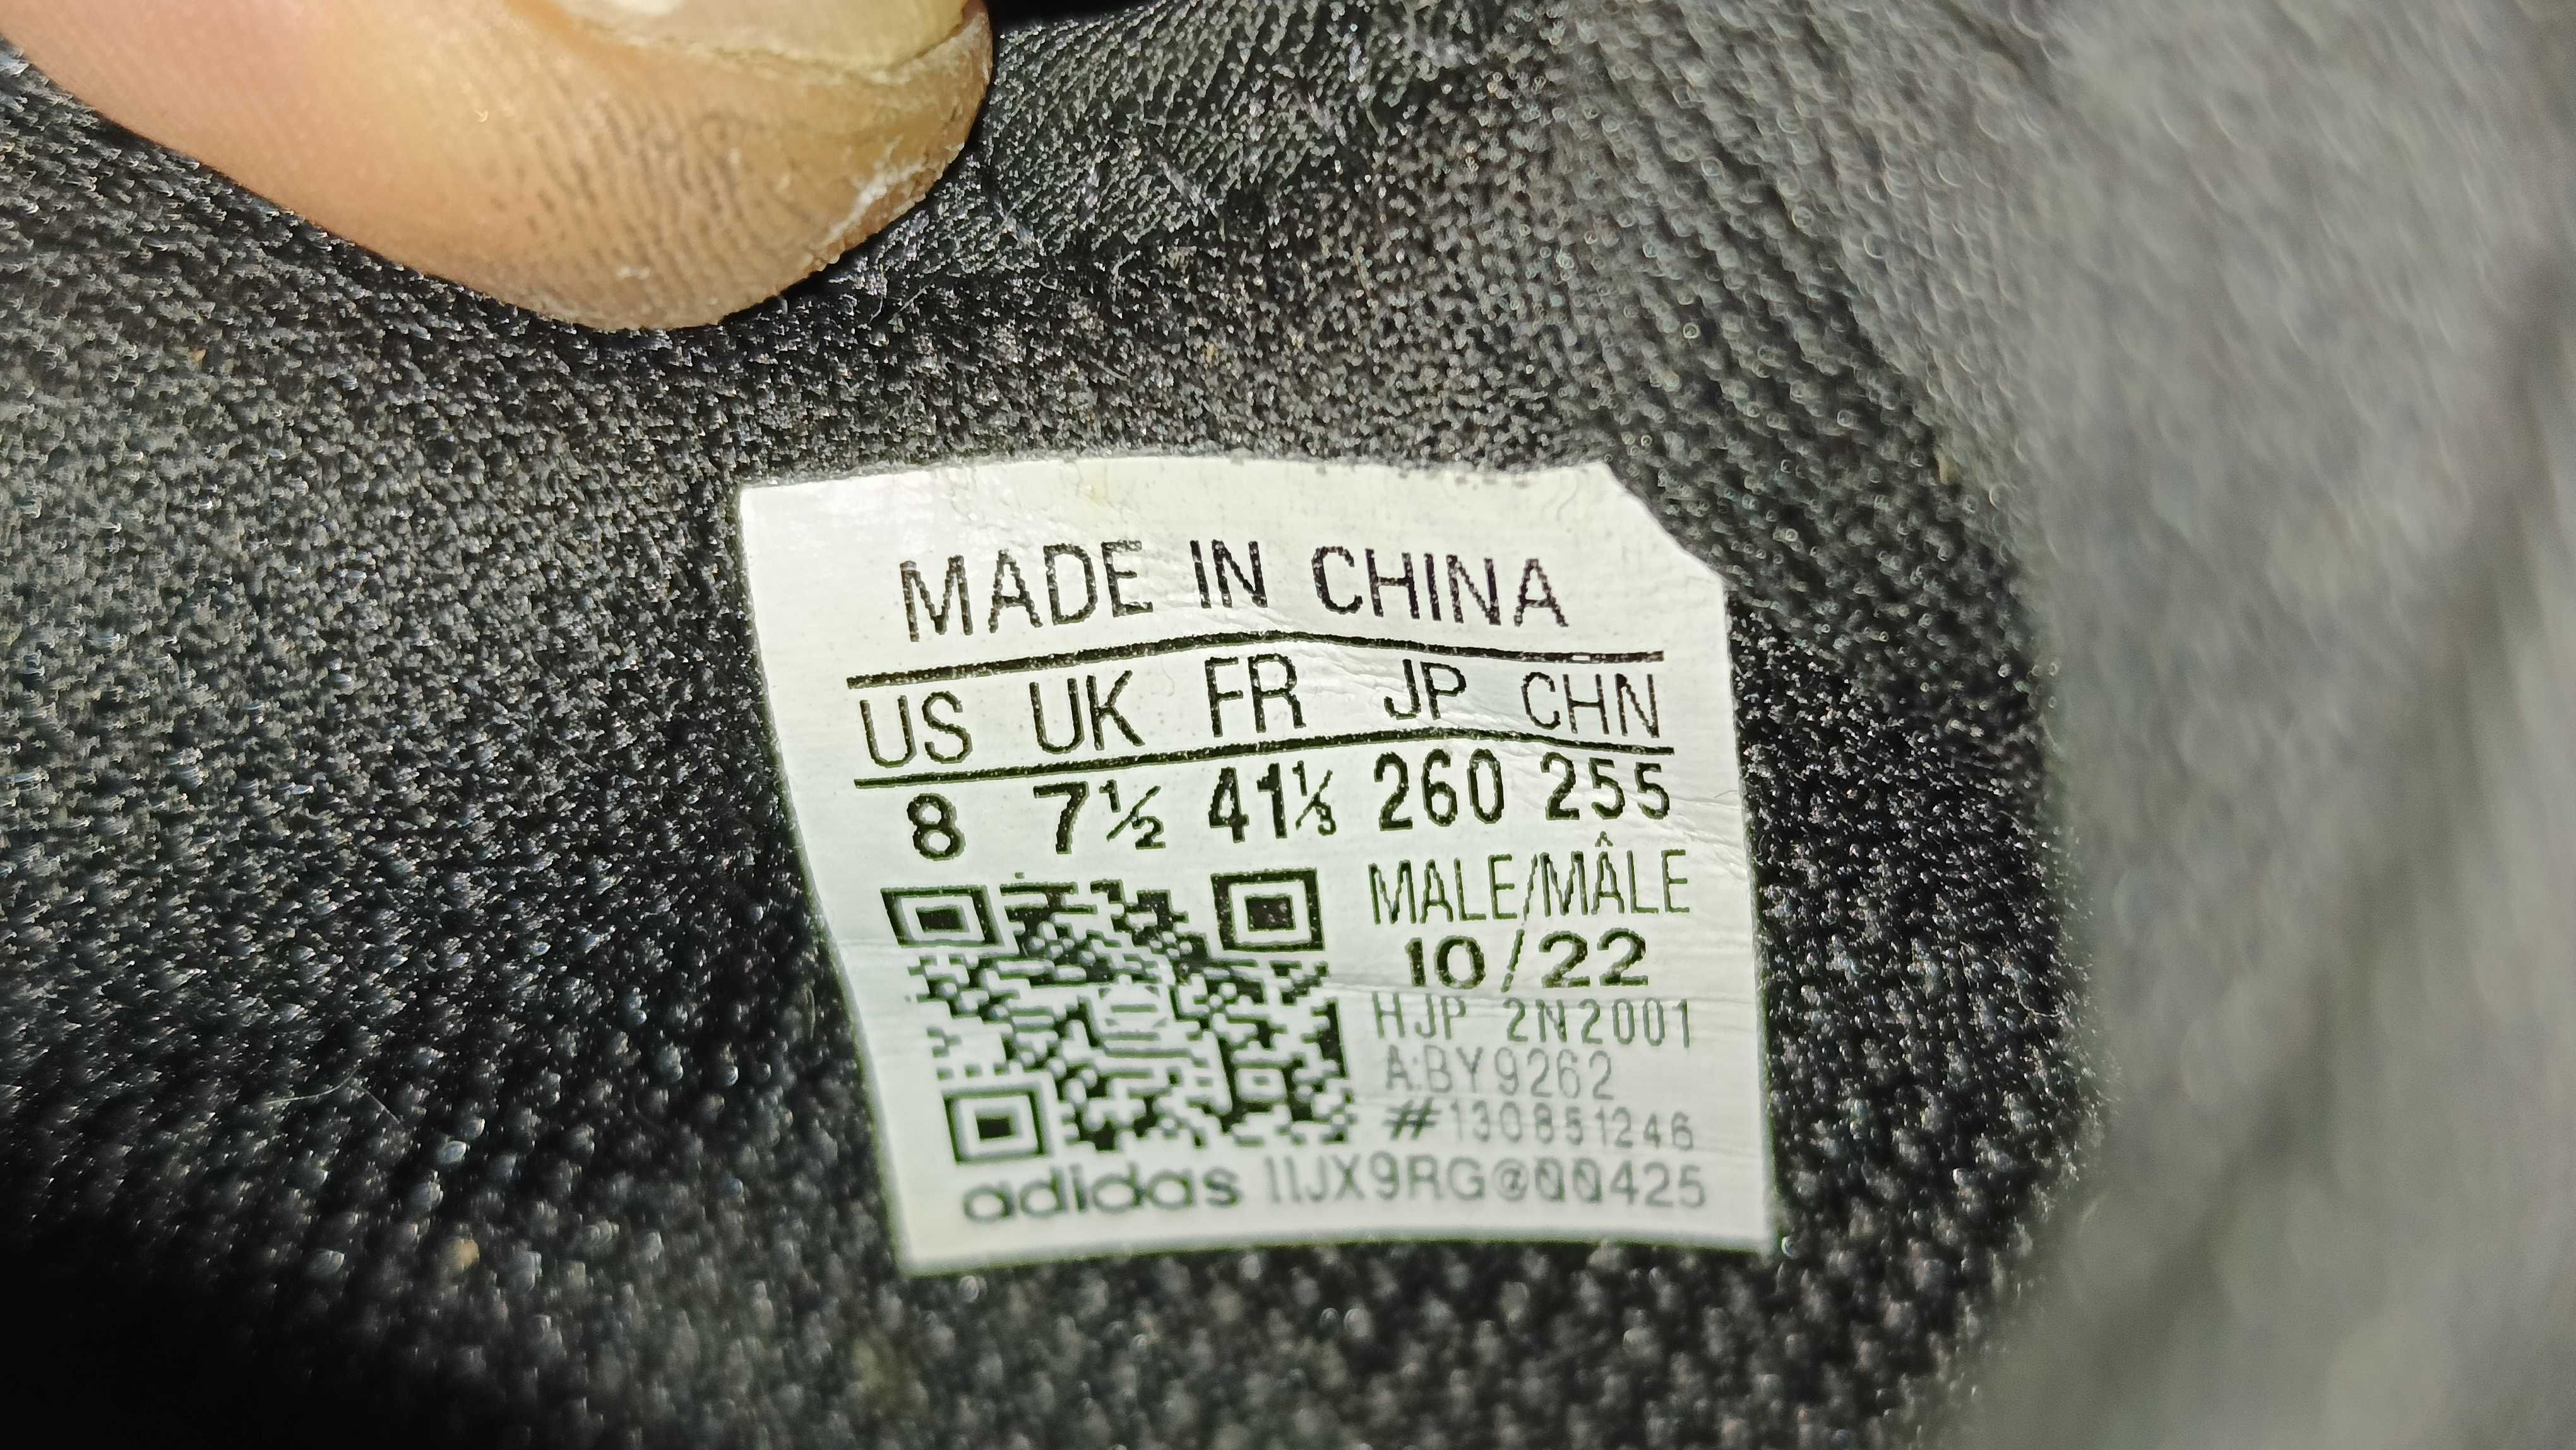 MADE IN CHINA
US UK FR JP CHN
8 7½ 41⅓ 260 255
MALE/MÂLE
10/22
HJP 2N2001
A:BY9262
#130851246
adidas 11JX9RG@00425